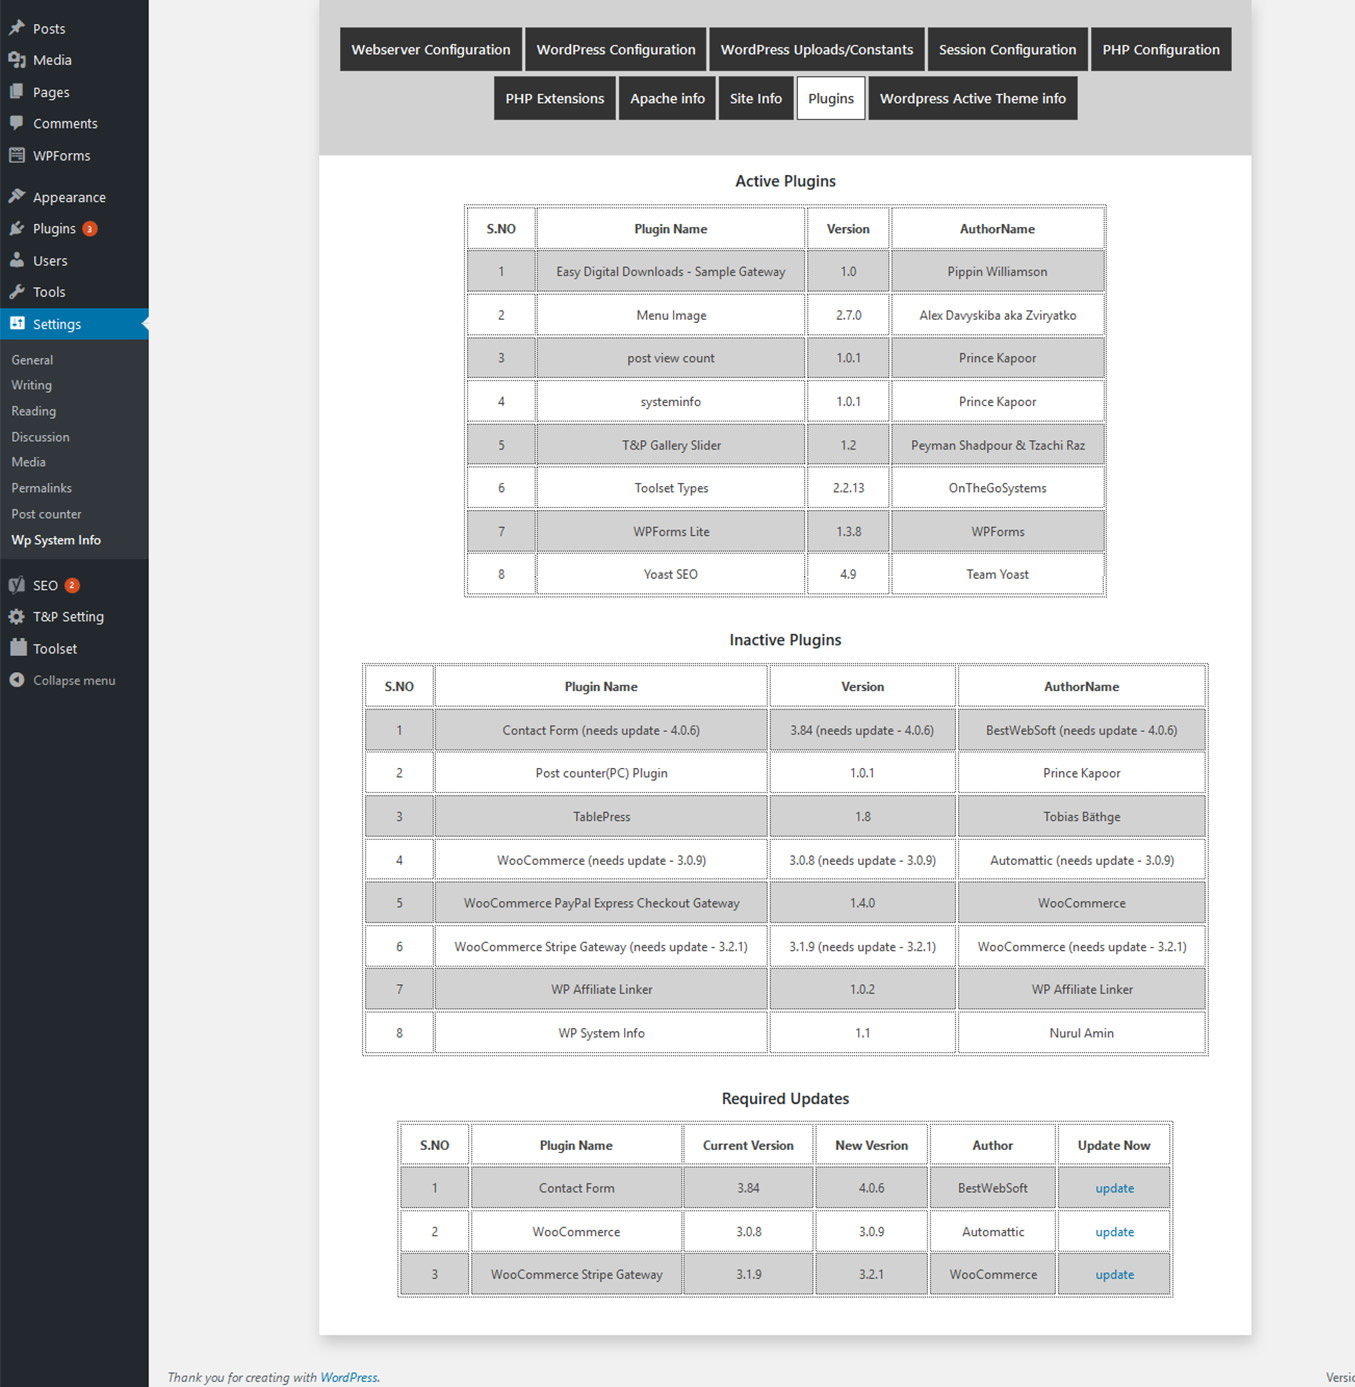 Posts
Media
Pages
Comments
WPForms
Appearance
Plugins 3
Users
Tools
Settings
General
Writing
Reading
Discussion
Media
Permalinks
Post counter
Wp System Info
SEO 2
T&P Setting
Toolset
Collapse menu
Webserver Configuration WordPress Configuration WordPress Uploads/Constants Session Configuration PHP Configuration
PHP Extensions Apache info Site Info Plugins Wordpress Active Theme info
Active Plugins
S.NO Plugin Name Version AuthorName
1 Easy Digital Downloads - Sample Gateway 1.0 Pippin Williamson
2 Menu Image 2.7.0 Alex Davyskiba aka Zviryatko
3 post view count 1.0.1 Prince Kapoor
4 systeminfo 1.0.1 Prince Kapoor
5 T&P Gallery Slider 1.2 Peyman Shadpour & Tzachi Raz
6 Toolset Types 2.2.13 OnTheGoSystems
7 WPForms Lite 1.3.8 WPForms
8 Yoast SEO 4.9 Team Yoast
Inactive Plugins
S.NO Plugin Name Version AuthorName
1 Contact Form (needs update - 4.0.6) 3.84 (needs update - 4.0.6) BestWebSoft (needs update - 4.0.6)
2 Post counter(PC) Plugin 1.0.1 Prince Kapoor
3 TablePress 1.8 Tobias Bäthge
4 WooCommerce (needs update - 3.0.9) 3.0.8 (needs update - 3.0.9) Automattic (needs update - 3.0.9)
5 WooCommerce PayPal Express Checkout Gateway 1.4.0 WooCommerce
6 WooCommerce Stripe Gateway (needs update - 3.2.1) 3.1.9 (needs update - 3.2.1) WooCommerce (needs update - 3.2.1)
7 WP Affiliate Linker 1.0.2 WP Affiliate Linker
8 WP System Info 1.1 Nurul Amin
Required Updates
S.NO Plugin Name Current Version New Vesrion Author Update Now
1 Contact Form 3.84 4.0.6 BestWebSoft update
2 WooCommerce 3.0.8 3.0.9 Automattic update
3 WooCommerce Stripe Gateway 3.1.9 3.2.1 WooCommerce update
Thank you for creating with WordPress. Versio